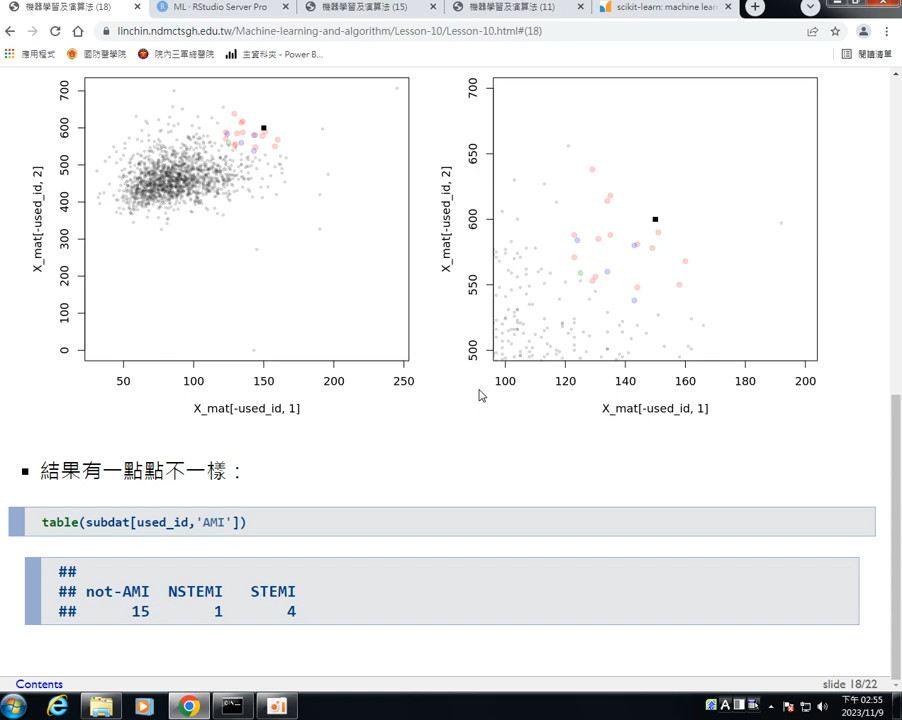 機器學習及演算法 (18)
ML - RStudio Server Pro
機器學習及演算法 (15)
機器學習及演算法 (11)
scikit-learn: machine lear
linchin.ndmctsgh.edu.tw/Machine-learning-and-algorithm/Lesson-10/Lesson-10.html#(18)
應用程式
國防醫學院
院內三軍總醫院
主資料夾 - Power B...
閱讀清單
X_mat[-used_id, 2]
700
600
500
400
300
200
100
0
50 100 150 200 250
X_mat[-used_id, 1]
X_mat[-used_id, 2]
700
650
600
550
500
100 120 140 160 180 200
X_mat[-used_id, 1]
結果有一點點不一樣：
table(subdat[used_id,'AMI'])
##
## not-AMI NSTEMI STEMI
## 15 1 4
Contents
slide 18/22
下午 02:55
2023/11/9